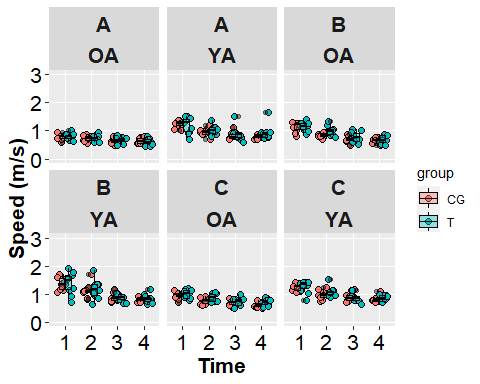 A A B
OA YA OA
3
2
1
0
B C C
YA OA YA
3
2
1
0
1 2 3 4 1 2 3 4 1 2 3 4
Time
Speed (m/s)
group
CG
T